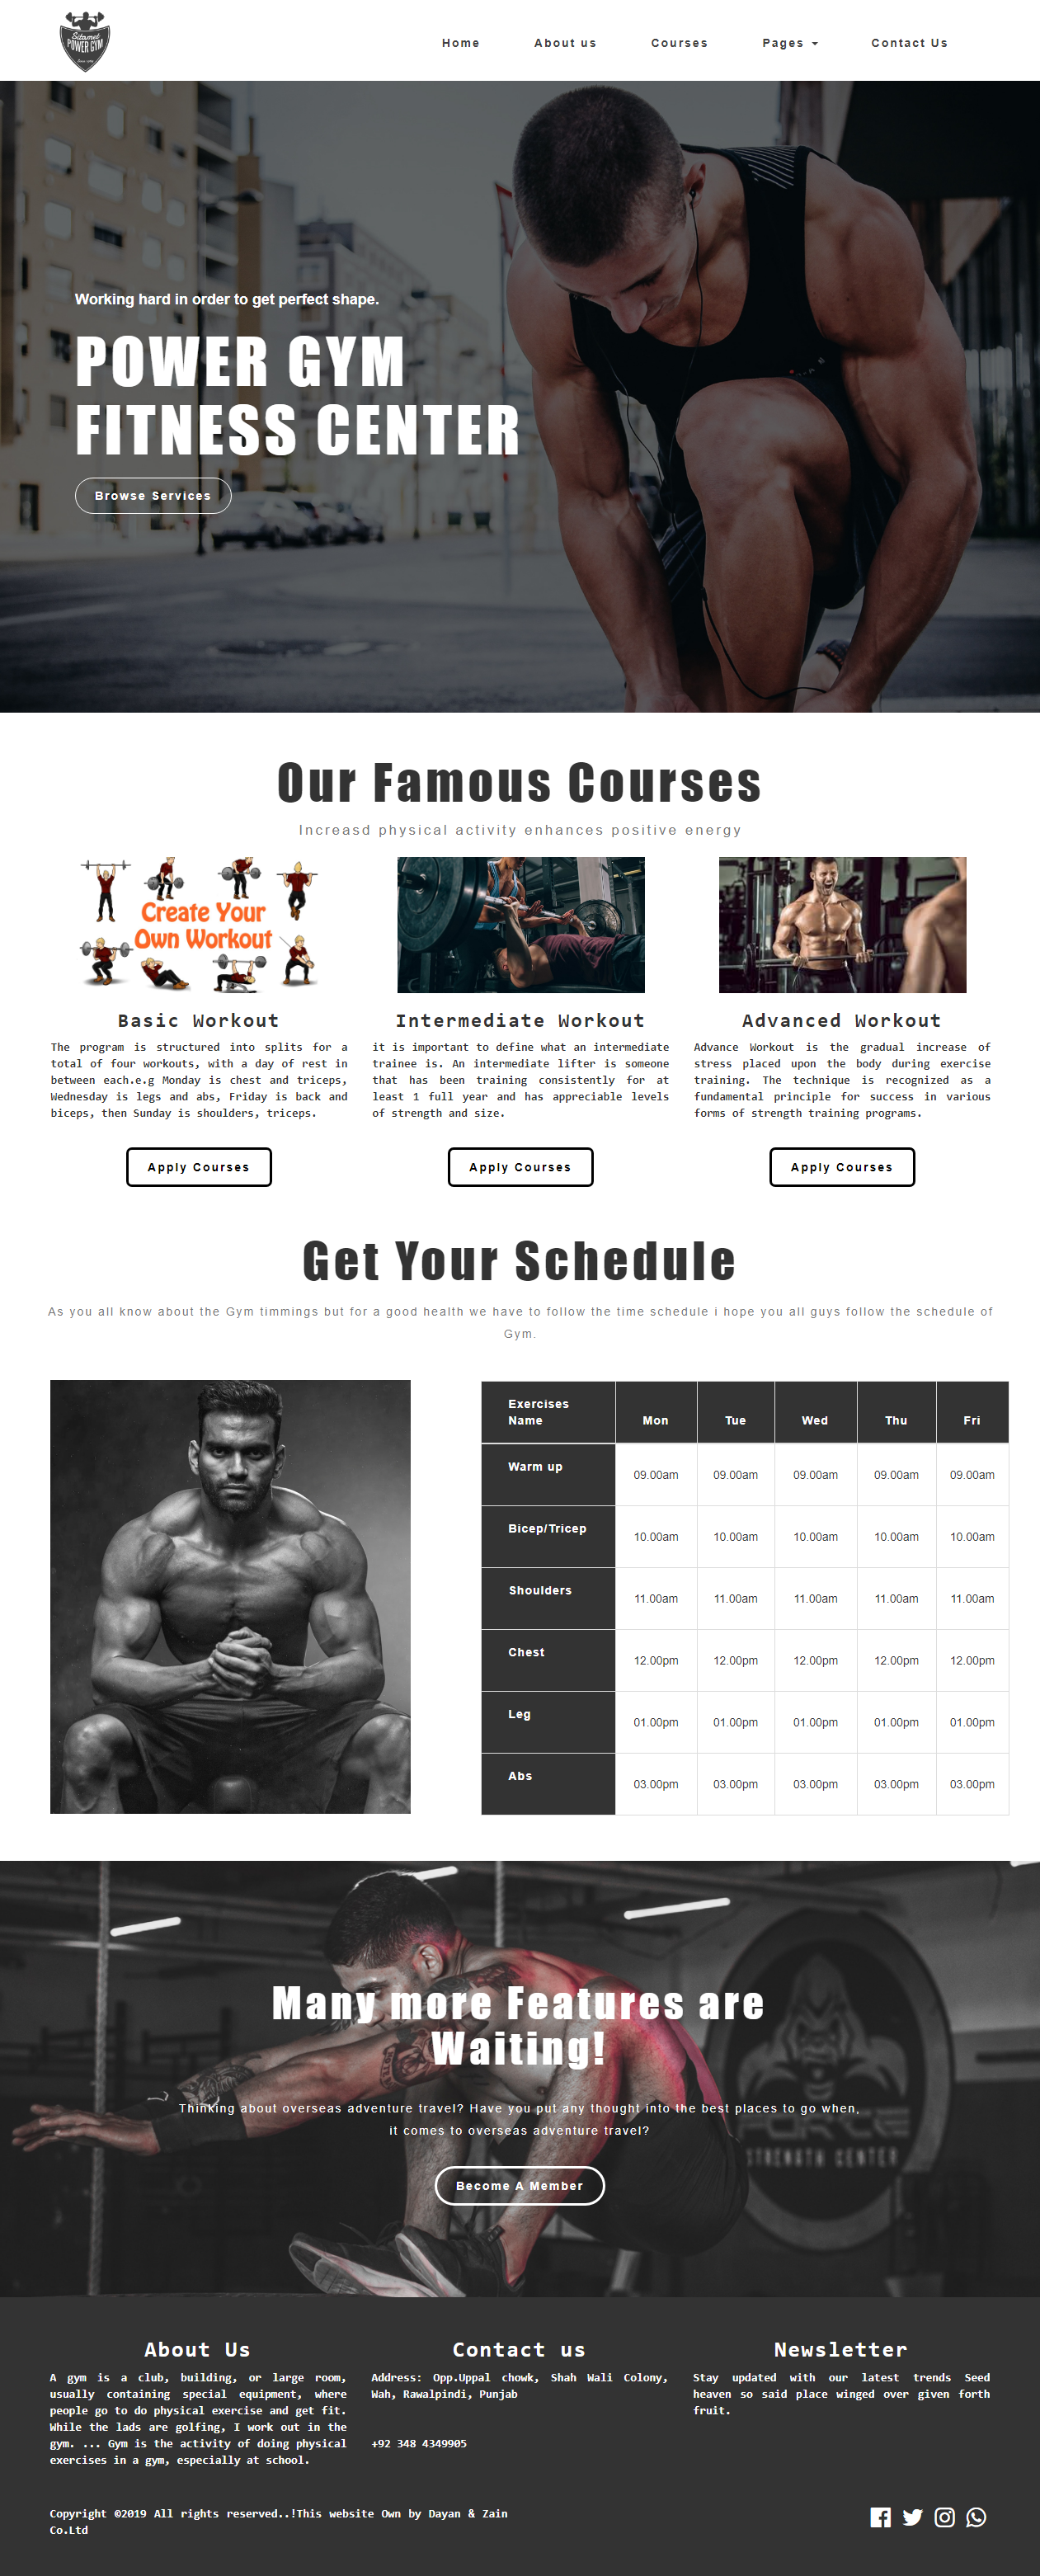 Sitamet
POWER GYM
Home
About us
Courses
Pages
Contact Us
Working hard in order to get perfect shape.
POWER GYM
FITNESS CENTER
Browse Services
Our Famous Courses
Increasd physical activity enhances positive energy
Create Your
Own Workout
Basic Workout
The program is structured into splits for a
total of four workouts, with a day of rest in
between each.e.g Monday is chest and triceps,
Wednesday is legs and abs, Friday is back and
biceps, then Sunday is shoulders, triceps.
Apply Courses
Intermediate Workout
it is important to define what an intermediate
trainee is. An intermediate lifter is someone
that has been training consistently for at
least 1 full year and has appreciable levels
of strength and size.
Apply Courses
Advanced Workout
Advance Workout is the gradual increase of
stress placed upon the body during exercise
training. The technique is recognized as a
fundamental principle for success in various
forms of strength training programs.
Apply Courses
Get Your Schedule
As you all know about the Gym timmings but for a good health we have to follow the time schedule i hope you all guys follow the schedule of
Gym.
Exercises
Name Mon Tue Wed Thu Fri
Warm up 09.00am 09.00am 09.00am 09.00am 09.00am
Bicep/Tricep 10.00am 10.00am 10.00am 10.00am 10.00am
Shoulders 11.00am 11.00am 11.00am 11.00am 11.00am
Chest 12.00pm 12.00pm 12.00pm 12.00pm 12.00pm
Leg 01.00pm 01.00pm 01.00pm 01.00pm 01.00pm
Abs 03.00pm 03.00pm 03.00pm 03.00pm 03.00pm
Many more Features are
Waiting!
Thinking about overseas adventure travel? Have you put any thought into the best places to go when,
it comes to overseas adventure travel?
STRENGTH CENTER
Become A Member
About Us
A gym is a club, building, or large room,
usually containing special equipment, where
people go to do physical exercise and get fit.
While the lads are golfing, I work out in the
gym. ... Gym is the activity of doing physical
exercises in a gym, especially at school.
Contact us
Address: Opp.Uppal chowk, Shah Wali Colony,
Wah, Rawalpindi, Punjab
+92 348 4349905
Newsletter
Stay updated with our latest trends Seed
heaven so said place winged over given forth
fruit.
Copyright ©2019 All rights reserved..!This website Own by Dayan & Zain
Co.Ltd